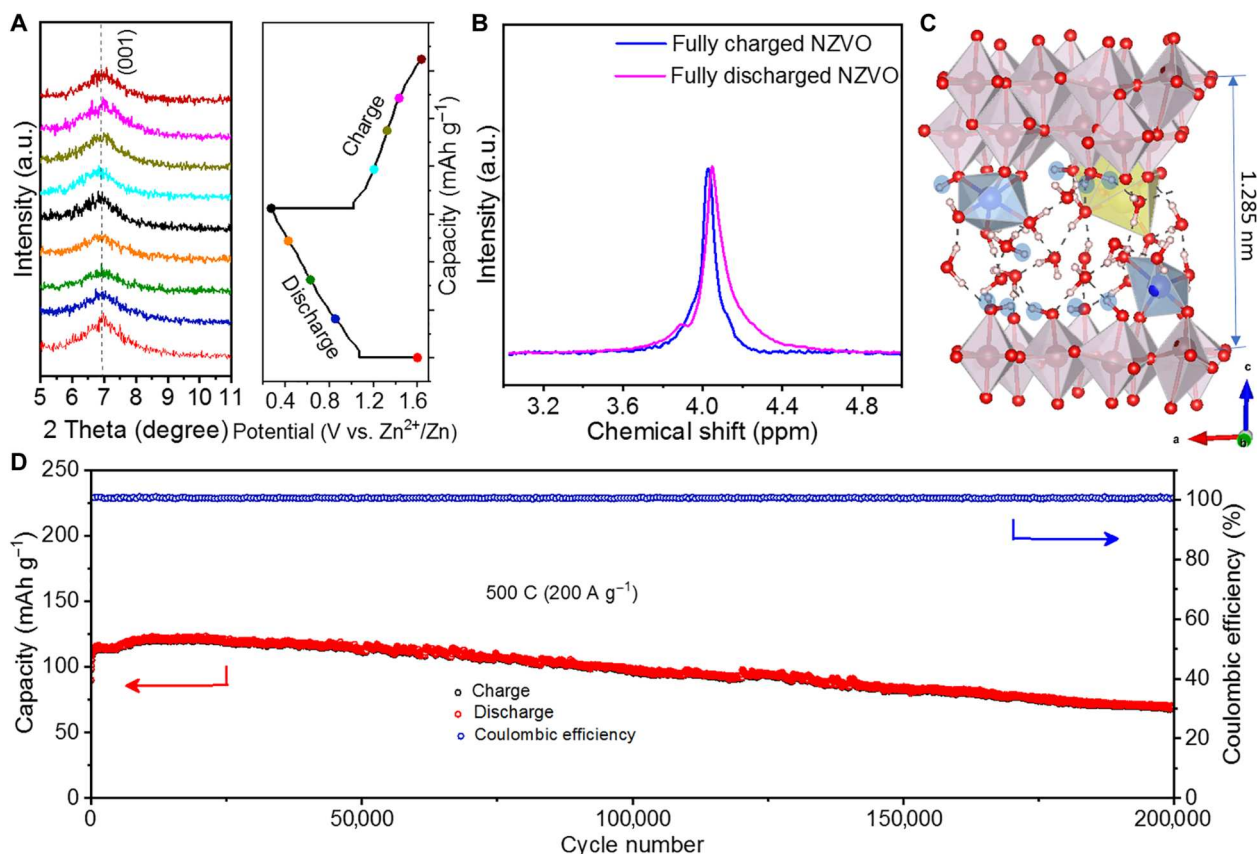 A
Intensity (a.u.)
(001)
5 6 7 8 9 10 11
2 Theta (degree)
Charge
Discharge
Capacity (mAh g⁻¹)
0.4 0.8 1.2 1.6
Potential (V vs. Zn²⁺/Zn)
B
Fully charged NZVO
Fully discharged NZVO
Intensity (a.u.)
3.2 3.6 4.0 4.4 4.8
Chemical shift (ppm)
C
1.285 nm
c
a
b
D
250
200
150
100
50
0
Capacity (mAh g⁻¹)
500 C (200 A g⁻¹)
Charge
Discharge
Coulombic efficiency
100
80
60
40
20
0
Coulombic efficiency (%)
0 50,000 100,000 150,000 200,000
Cycle number